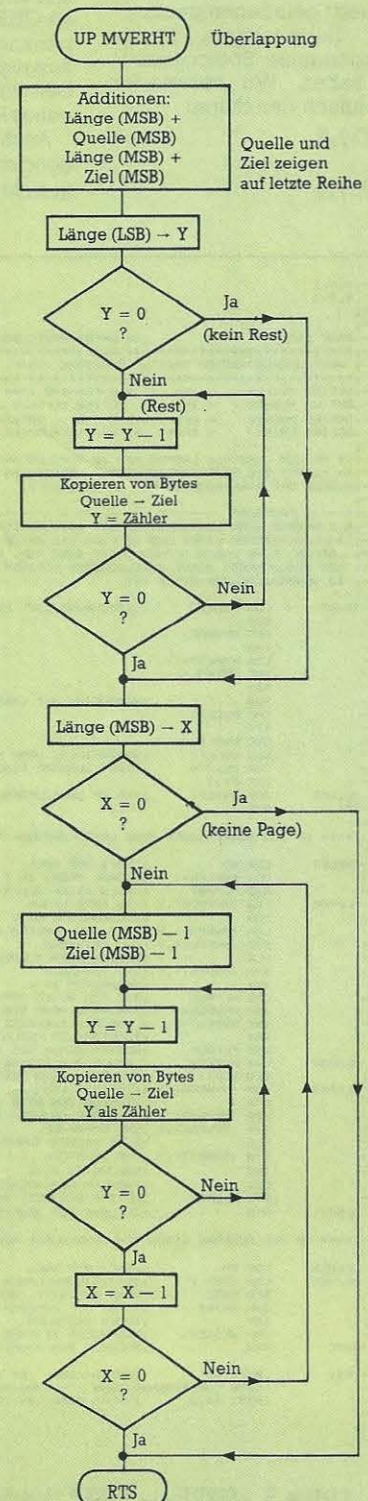 UP MVERHT
Überlappung
Additionen:
Länge (MSB) +
Quelle (MSB)
Länge (MSB) +
Ziel (MSB)
Quelle und
Ziel zeigen
auf letzte Reihe
Länge (LSB) → Y
Y = 0
?
Ja
(kein Rest)
Nein
(Rest)
Y = Y − 1
Kopieren von Bytes
Quelle → Ziel
Y = Zähler
Y = 0
?
Nein
Ja
Länge (MSB) → X
X = 0
?
Ja
(keine Page)
Nein
Quelle (MSB) − 1
Ziel (MSB) − 1
Y = Y − 1
Kopieren von Bytes
Quelle → Ziel
Y als Zähler
Y = 0
?
Nein
Ja
X = X − 1
X = 0
?
Nein
Ja
RTS